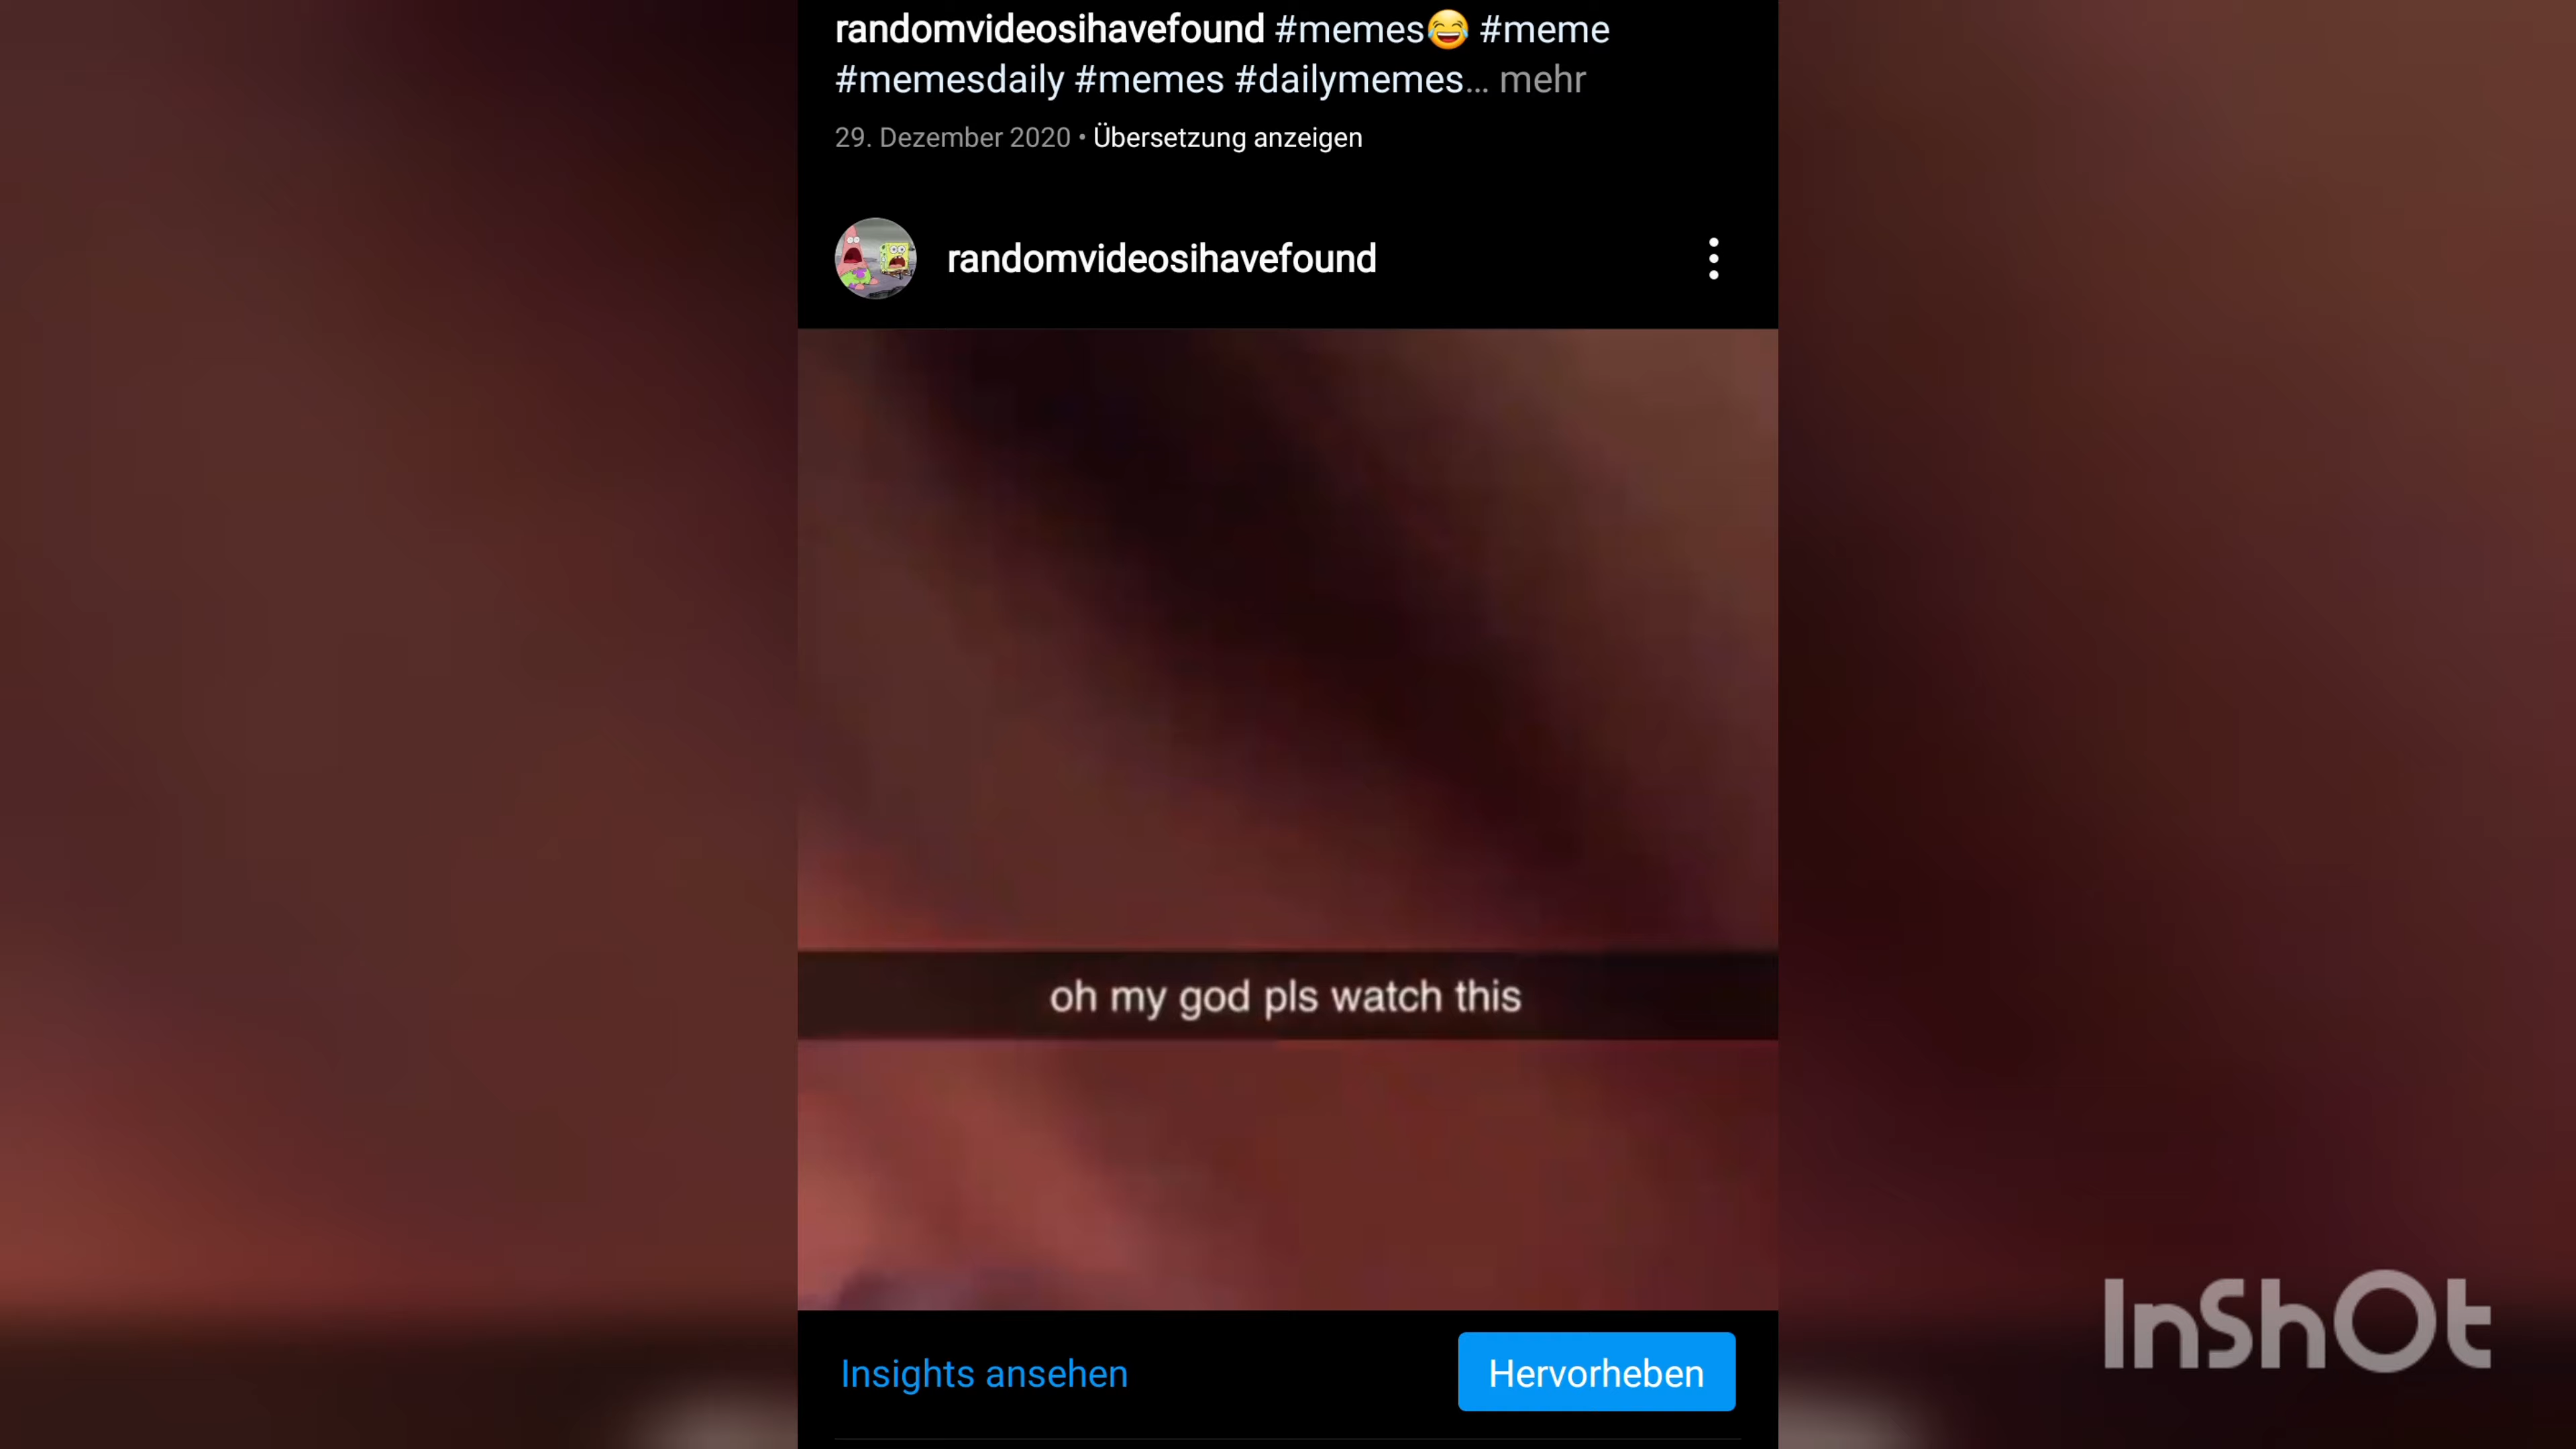 randomvideosihavefound #memes😂 #meme
#memesdaily #memes #dailymemes... mehr
29. Dezember 2020 • Übersetzung anzeigen
randomvideosihavefound
oh my god pls watch this
Insights ansehen
Hervorheben
InShOt